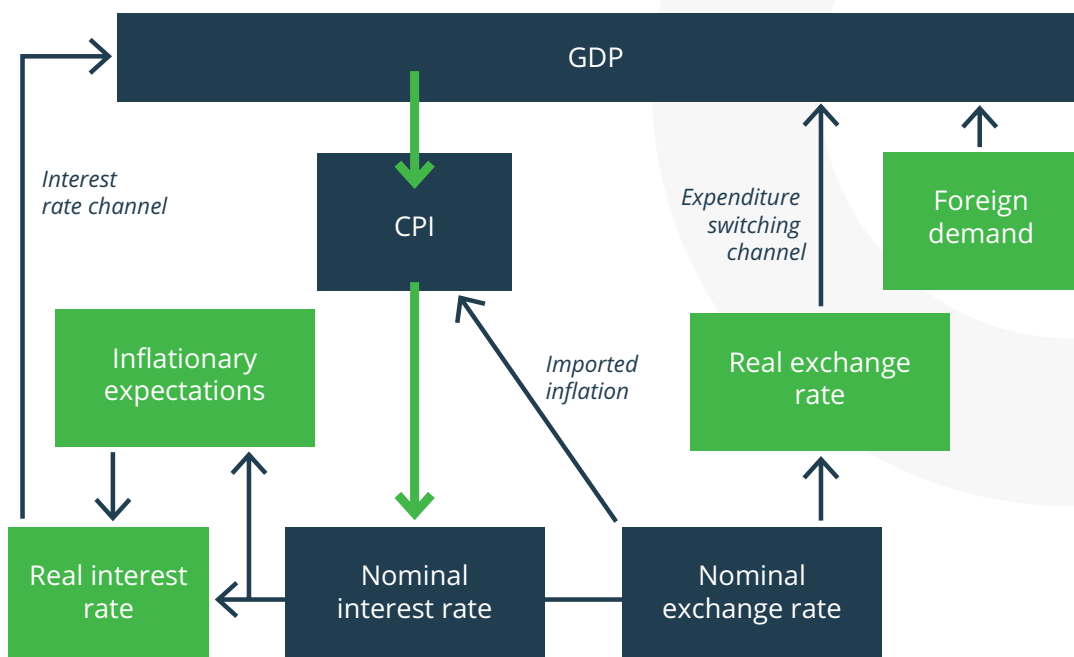 GDP
Interest
rate channel
CPI
Expenditure
switching
channel
Foreign
demand
Inflationary
expectations
Imported
inflation
Real exchange
rate
Real interest
rate
Nominal
interest rate
Nominal
exchange rate